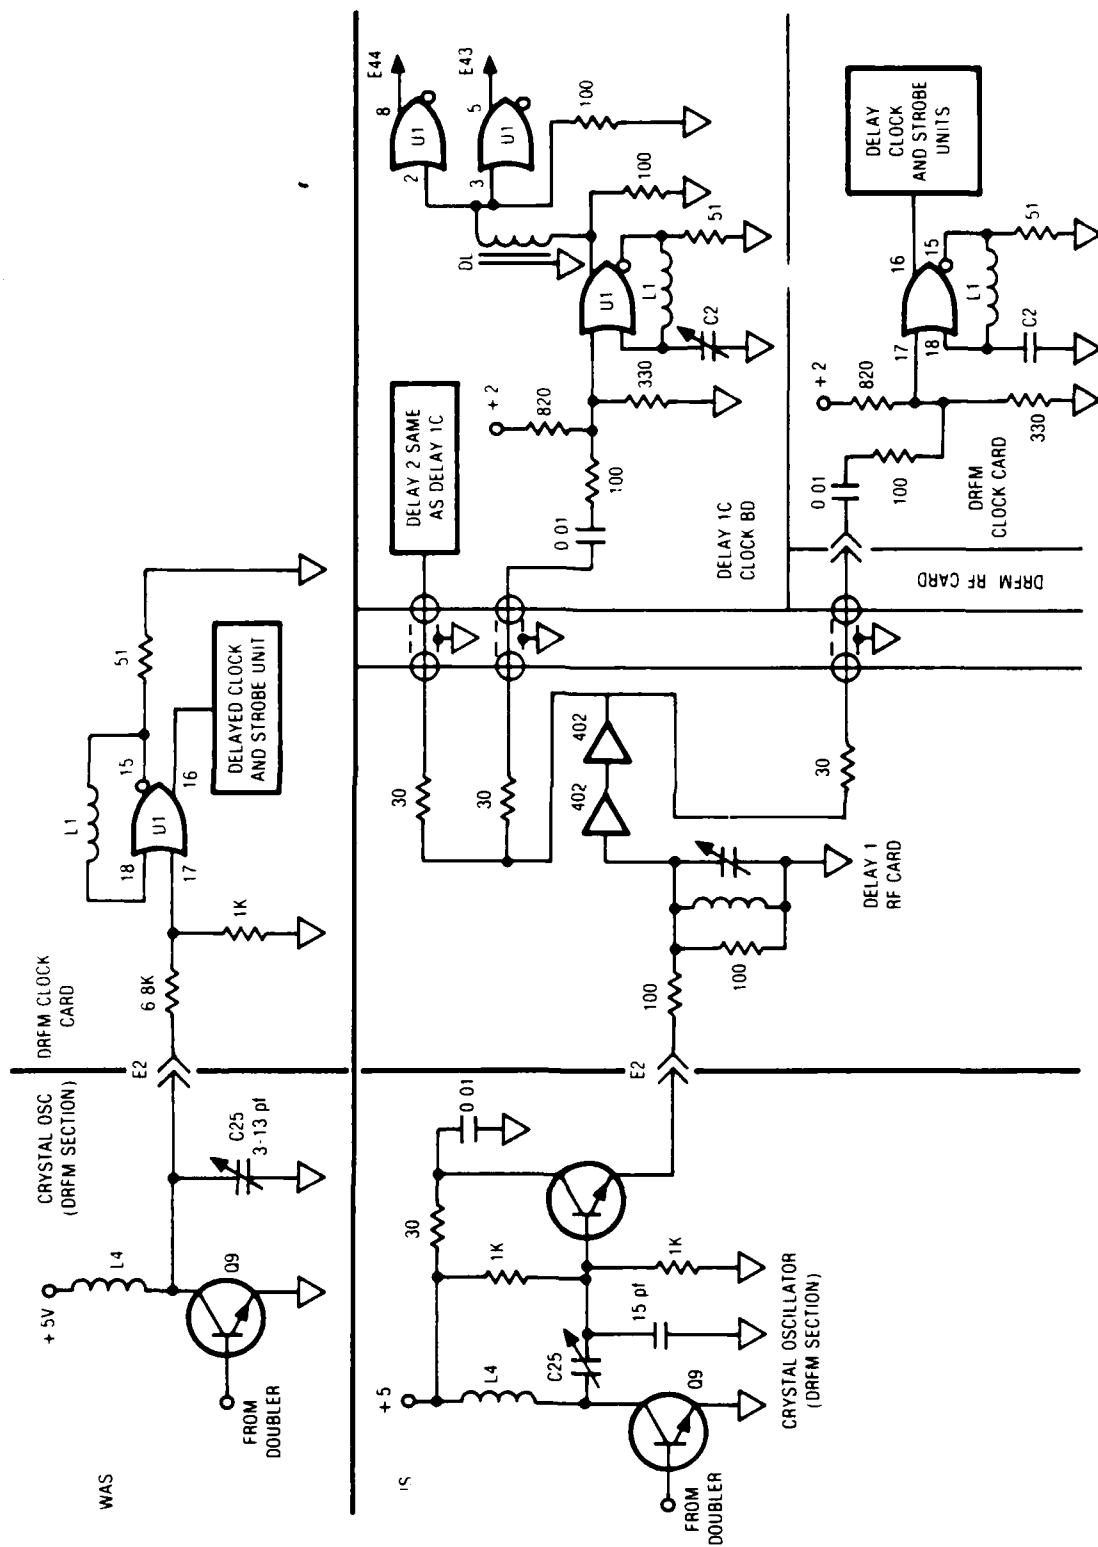 WAS
FROM
DOUBLER
+ 5V
L4
Q9
CRYSTAL OSC
(DRFM SECTION)
C25
3-13 pf
E2
DRFM CLOCK
CARD
6 8K
1K
L1
18
17
U1
15
16
51
DELAYED CLOCK
AND STROBE UNIT
IS
FROM
DOUBLER
+ 5
L4
Q9
C25
30
1K
15 pf
1K
0 01
CRYSTAL OSCILLATOR
(DRFM SECTION)
E2
100
100
DELAY 1
RF CARD
402
402
30
30
30
DELAY 2 SAME
AS DELAY 1C
0 01
100
+ 2
820
330
U1
L1
C2
51
100
DL
2
3
U1
U1
8
5
E44
E43
100
DELAY 1C
CLOCK BD
DRFM RF CARD
DRFM
CLOCK CARD
0 01
100
+ 2
820
330
17
18
16
15
L1
C2
51
DELAY
CLOCK
AND STROBE
UNITS